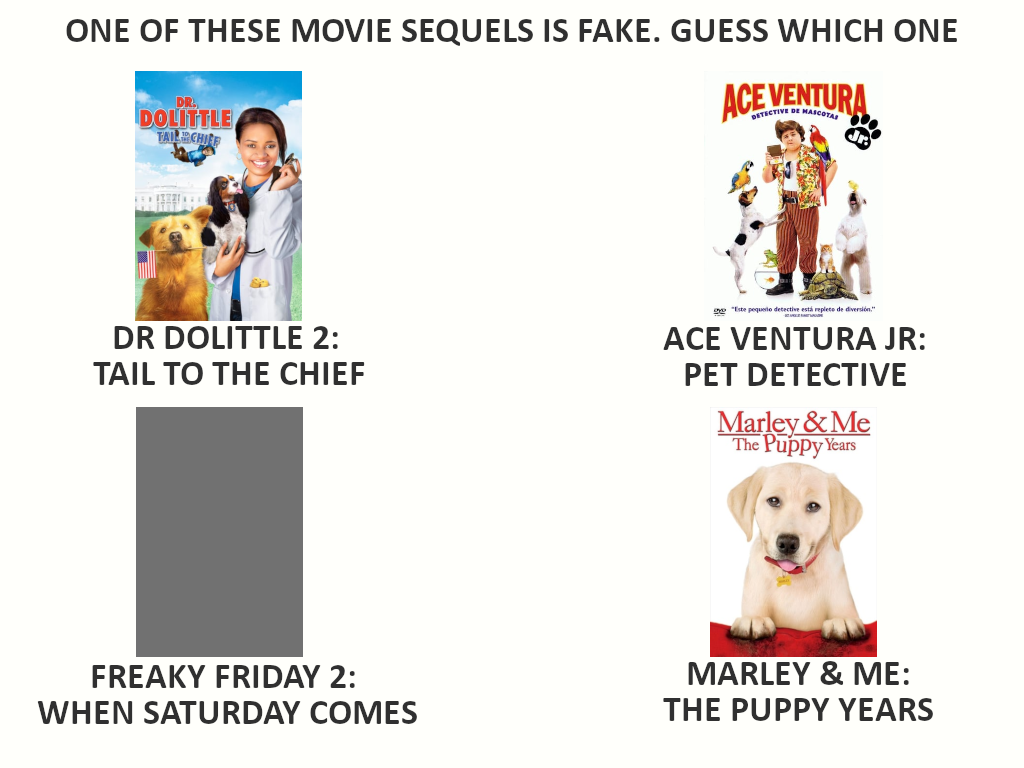 ONE OF THESE MOVIE SEQUELS IS FAKE. GUESS WHICH ONE
DR.
DOLITTLE
TAIL TO THE CHIEF
DR DOLITTLE 2:
TAIL TO THE CHIEF
ACE VENTURA
DETECTIVE DE MASCOTAS
Jr.
DVD
"Este pequeño detective está repleto de diversión."
ACE VENTURA JR:
PET DETECTIVE
FREAKY FRIDAY 2:
WHEN SATURDAY COMES
Marley & Me
The Puppy Years
MARLEY & ME:
THE PUPPY YEARS